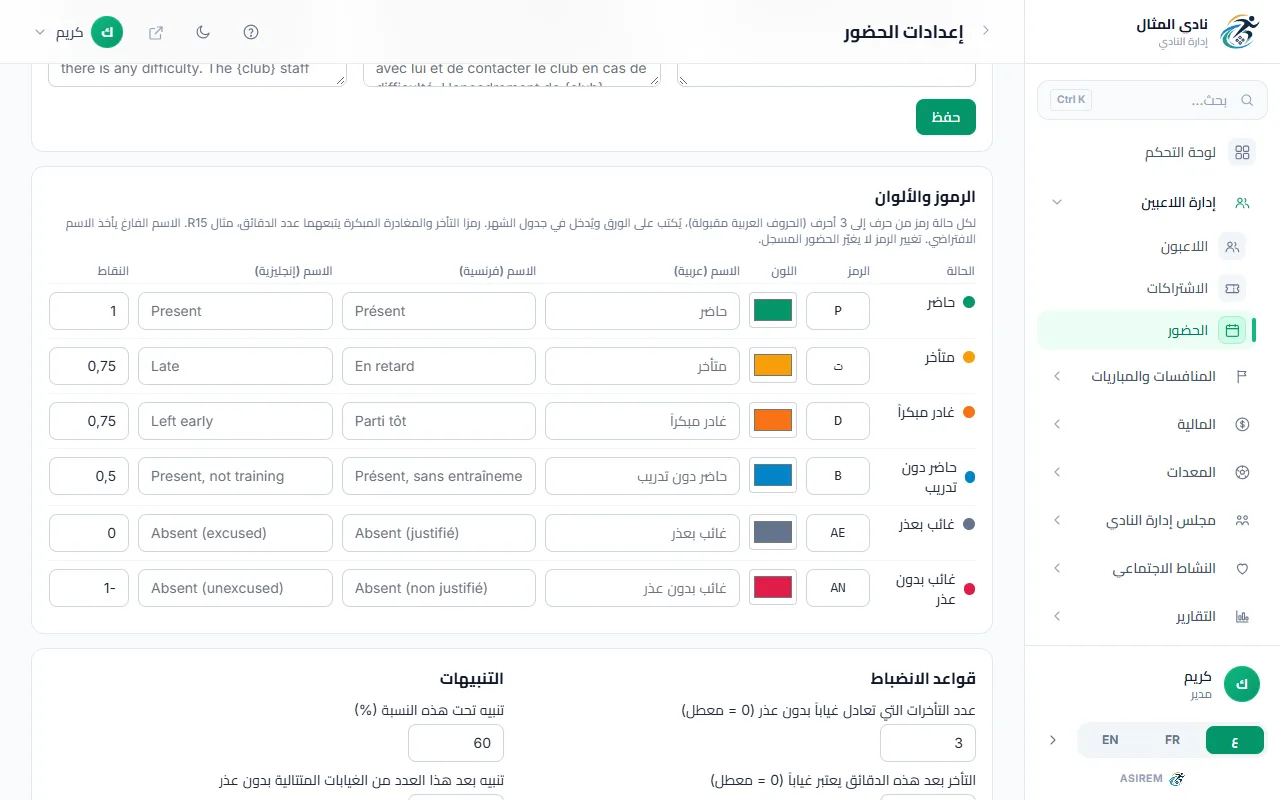 نادي المثال
إدارة النادي
بحث...
Ctrl K
لوحة التحكم
إدارة اللاعبين
اللاعبون
الاشتراكات
الحضور
المنافسات والمباريات
المالية
المعدات
مجلس إدارة النادي
النشاط الاجتماعي
التقارير
ك
كريم
مدير
ع
FR
EN
ASIREM
إعدادات الحضور
ك
كريم
avec lui et de contacter le club en cas de
there is any difficulty. The {club} staff
حفظ
الرموز والألوان
لكل حالة رمز من حرف إلى 3 أحرف (الحروف العربية مقبولة)، يُكتب على الورق ويُدخل في جدول الشهر. رمزا التأخر والمغادرة المبكرة يتبعهما عدد الدقائق، مثال R15. الاسم الفارغ يأخذ الاسم
الافتراضي. تغيير الرمز لا يغيّر الحضور المسجل.
الحالة الرمز اللون الاسم (عربية) الاسم (فرنسية) الاسم (إنجليزية) النقاط
حاضر P حاضر Présent Present 1
متأخر ت متأخر En retard Late 0,75
غادر مبكراً D غادر مبكراً Parti tôt Left early 0,75
حاضر دون تدريب B حاضر دون تدريب Présent, sans entraîneme Present, not training 0,5
غائب بعذر AE غائب بعذر Absent (justifié) Absent (excused) 0
غائب بدون عذر AN غائب بدون عذر Absent (non justifié) Absent (unexcused) -1
قواعد الانضباط
عدد التأخرات التي تعادل غياباً بدون عذر (0 = معطل)
3
التأخر بعد هذه الدقائق يعتبر غياباً (0 = معطل)
التنبيهات
تنبيه تحت هذه النسبة (%)
60
تنبيه بعد هذا العدد من الغيابات المتتالية بدون عذر